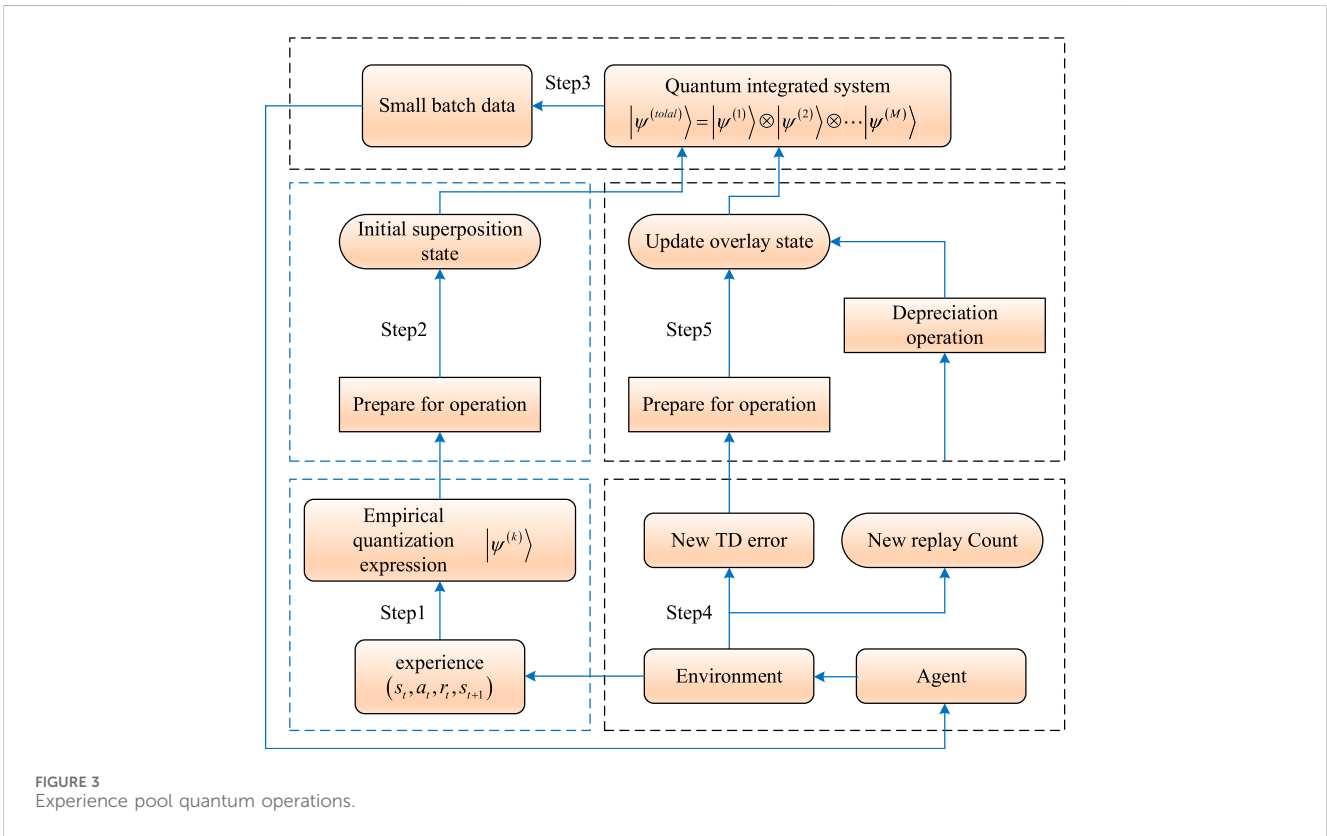 Small batch data
Step3
Quantum integrated system
|ψ^(tolal)⟩ = |ψ^(1)⟩ ⊗ |ψ^(2)⟩ ⊗ ⋯ |ψ^(M)⟩
Initial superposition
state
Update overlay state
Step2
Step5
Depreciation
operation
Prepare for operation
Prepare for operation
Empirical
quantization
expression
|ψ^(k)⟩
New TD error
New replay Count
Step1
Step4
experience
(s_t, a_t, r_t, s_{t+1})
Environment
Agent
FIGURE 3
Experience pool quantum operations.